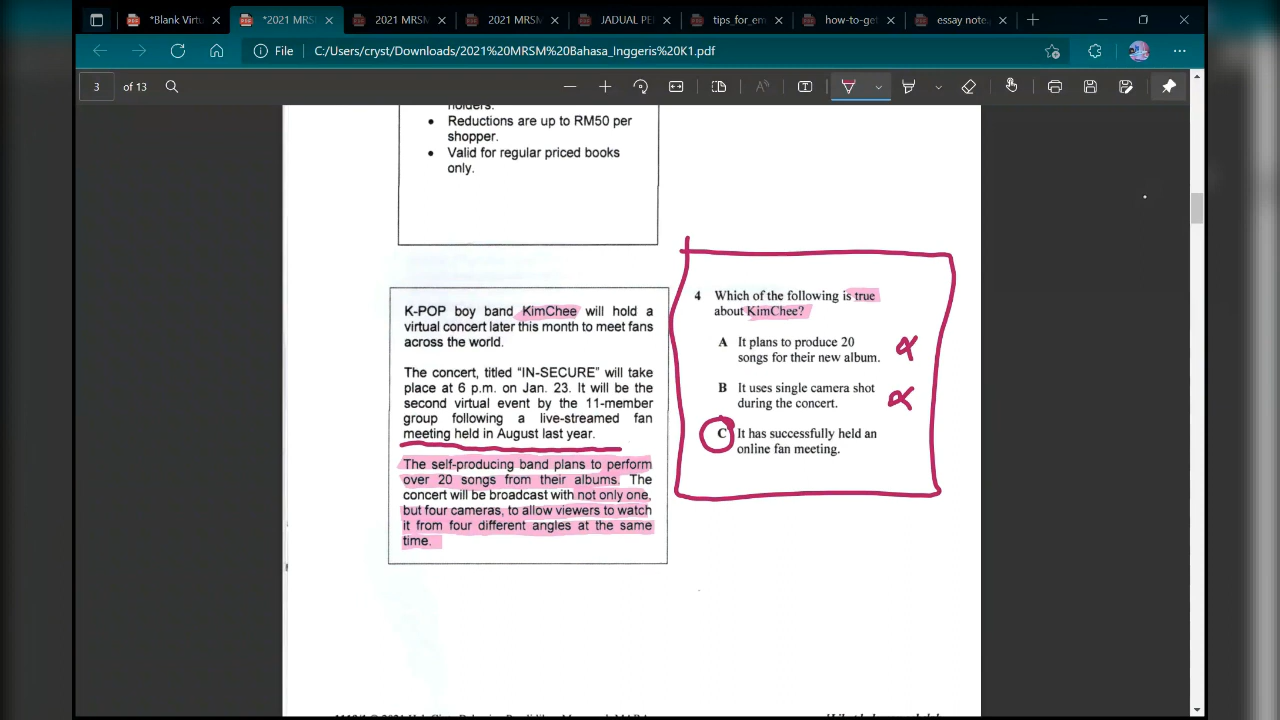 *Blank Virtu
*2021 MRSM
2021 MRSM
2021 MRSM
JADUAL PE
tips_for_em
how-to-get
essay note.p
File C:/Users/cryst/Downloads/2021%20MRSM%20Bahasa_Inggeris%20K1.pdf
3 of 13
holders.
• Reductions are up to RM50 per
shopper.
• Valid for regular priced books
only.
K-POP boy band KimChee will hold a
virtual concert later this month to meet fans
across the world.
The concert, titled "IN-SECURE" will take
place at 6 p.m. on Jan. 23. It will be the
second virtual event by the 11-member
group following a live-streamed fan
meeting held in August last year.
The self-producing band plans to perform
over 20 songs from their albums. The
concert will be broadcast with not only one,
but four cameras, to allow viewers to watch
it from four different angles at the same
time.
4 Which of the following is true
about KimChee?
A It plans to produce 20
songs for their new album.
B It uses single camera shot
during the concert.
C It has successfully held an
online fan meeting.